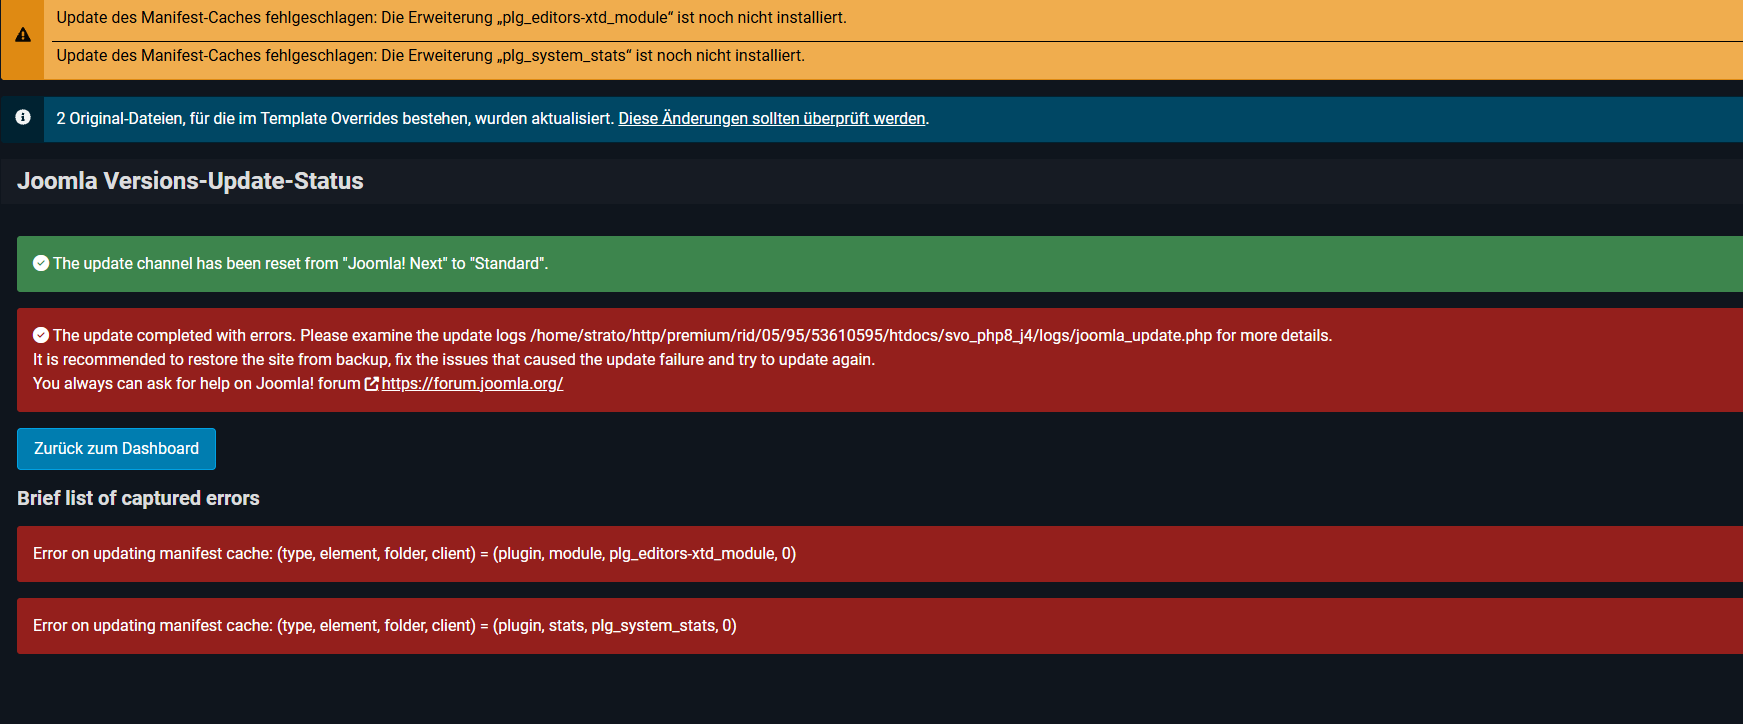 Update des Manifest-Caches fehlgeschlagen: Die Erweiterung „plg_editors-xtd_module“ ist noch nicht installiert.
Update des Manifest-Caches fehlgeschlagen: Die Erweiterung „plg_system_stats“ ist noch nicht installiert.
2 Original-Dateien, für die im Template Overrides bestehen, wurden aktualisiert. Diese Änderungen sollten überprüft werden.
Joomla Versions-Update-Status
The update channel has been reset from "Joomla! Next" to "Standard".
The update completed with errors. Please examine the update logs /home/strato/http/premium/rid/05/95/53610595/htdocs/svo_php8_j4/logs/joomla_update.php for more details.
It is recommended to restore the site from backup, fix the issues that caused the update failure and try to update again.
You always can ask for help on Joomla! forum https://forum.joomla.org/
Zurück zum Dashboard
Brief list of captured errors
Error on updating manifest cache: (type, element, folder, client) = (plugin, module, plg_editors-xtd_module, 0)
Error on updating manifest cache: (type, element, folder, client) = (plugin, stats, plg_system_stats, 0)